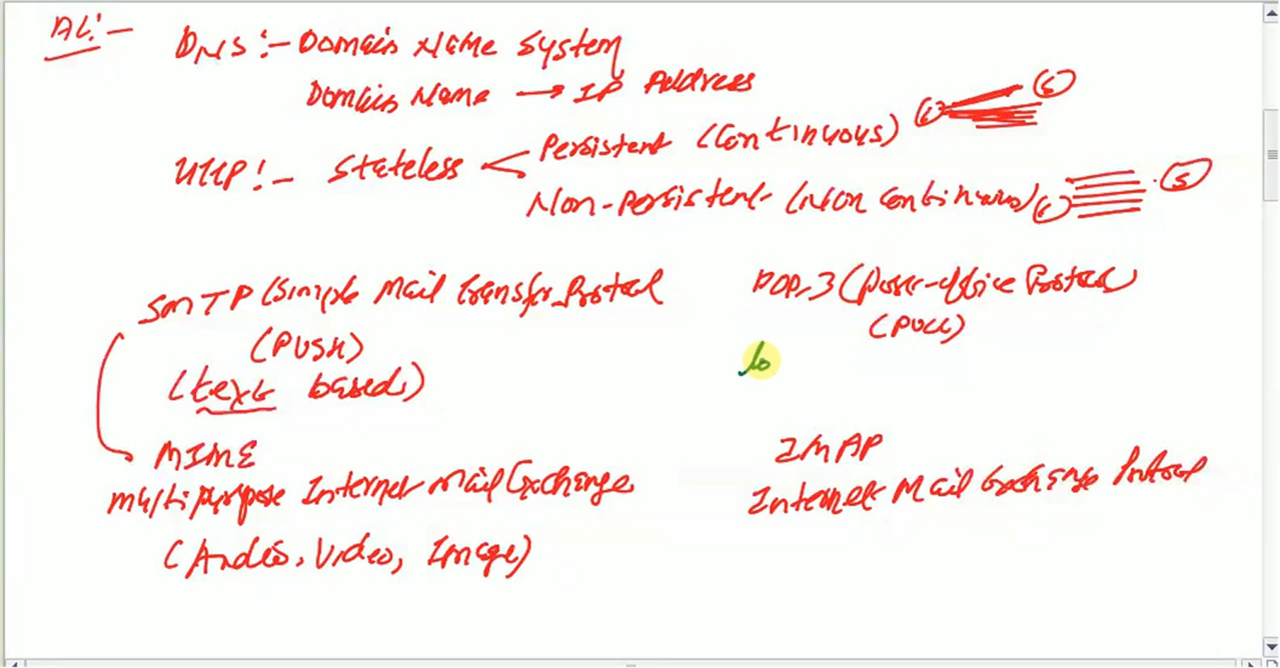 AL:-
DNS:- Domain Name System
Domain Name → IP Address
HTTP:- Stateless
Persistent (Continuous)
Non-Persistent (Non Continuous)
C S
C S
SMTP (Simple Mail Transfer Protocol
(PUSH)
(text based)
MIME
Multipurpose Internet Mail Exchange
(Audio, Video, Image)
POP3 (Post-office Protocol)
(PULL)
IMAP
Internet Mail Exchange Protocol